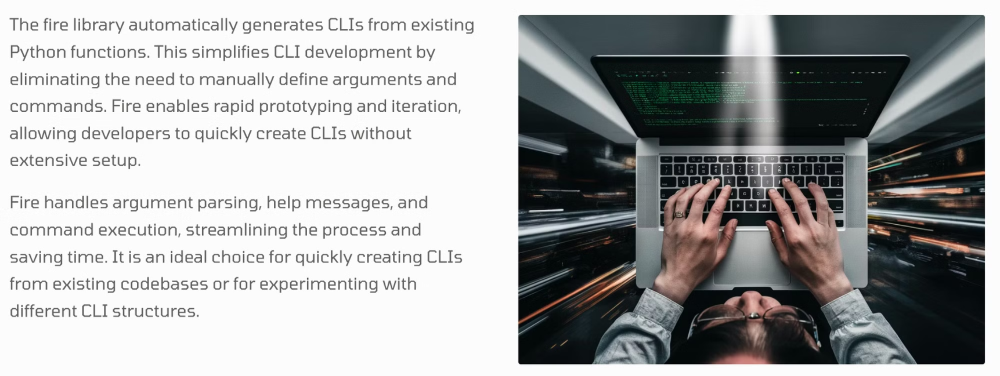 The fire library automatically generates CLIs from existing
Python functions. This simplifies CLI development by
eliminating the need to manually define arguments and
commands. Fire enables rapid prototyping and iteration,
allowing developers to quickly create CLIs without
extensive setup.
Fire handles argument parsing, help messages, and
command execution, streamlining the process and
saving time. It is an ideal choice for quickly creating CLIs
from existing codebases or for experimenting with
different CLI structures.